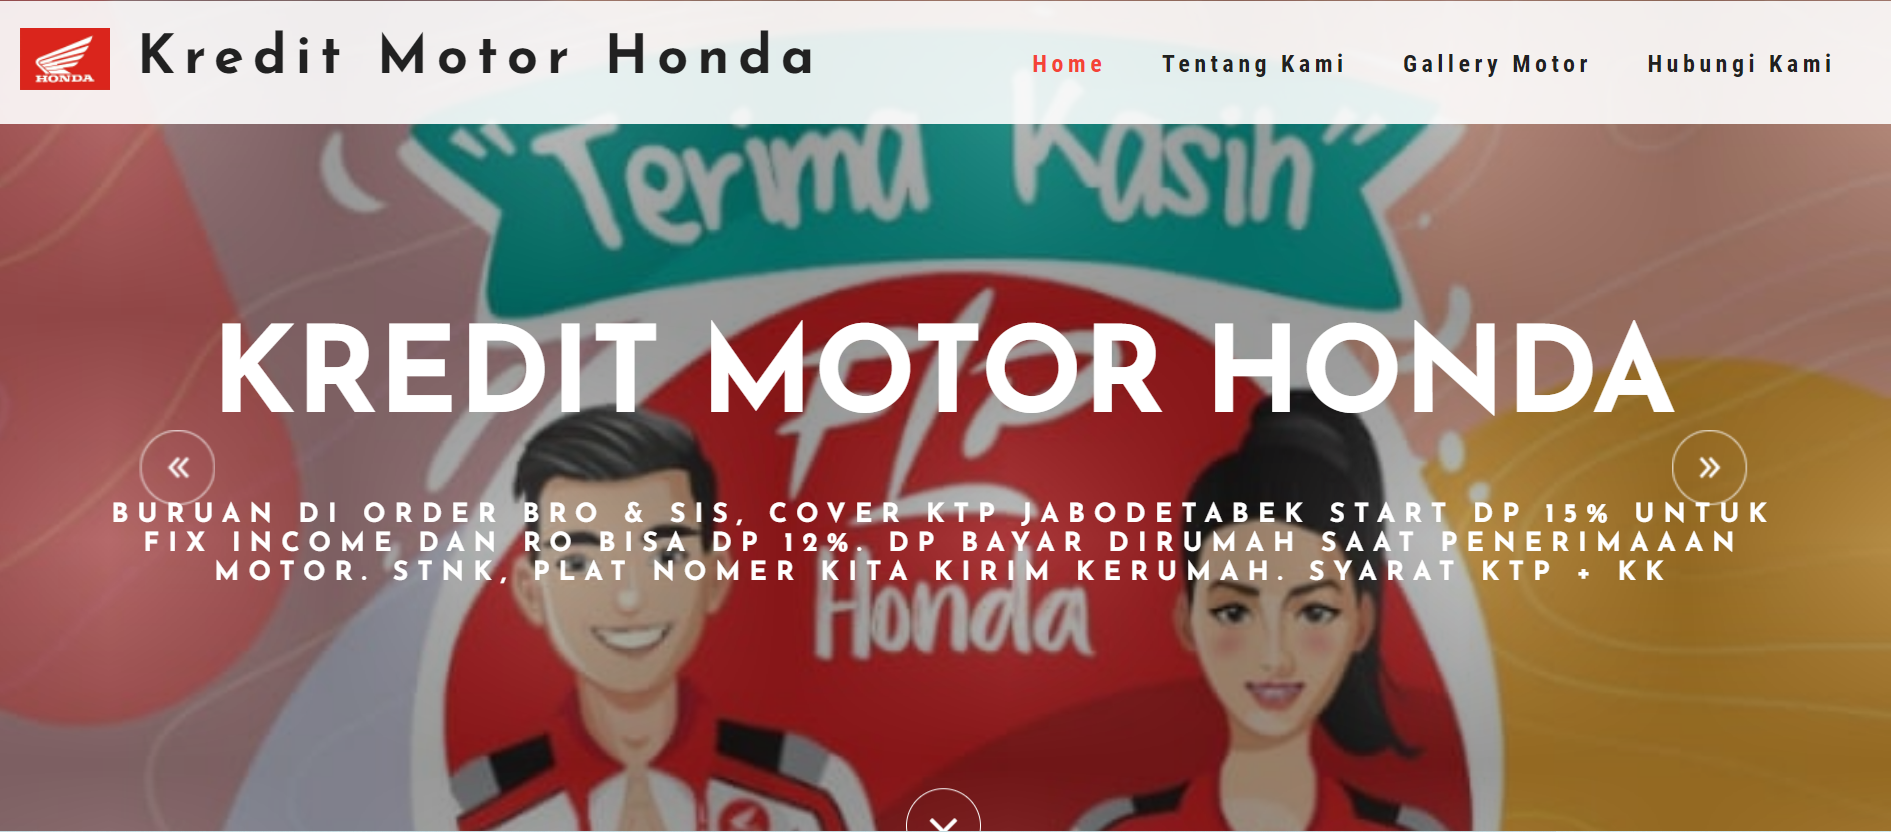 HONDA
Kredit Motor Honda
Home
Tentang Kami
Gallery Motor
Hubungi Kami
"Terima Kasih"
KREDIT MOTOR HONDA
BURUAN DI ORDER BRO & SIS, COVER KTP JABODETABEK START DP 15% UNTUK
FIX INCOME DAN RO BISA DP 12%. DP BAYAR DIRUMAH SAAT PENERIMAAAN
MOTOR. STNK, PLAT NOMER KITA KIRIM KERUMAH. SYARAT KTP + KK
Honda